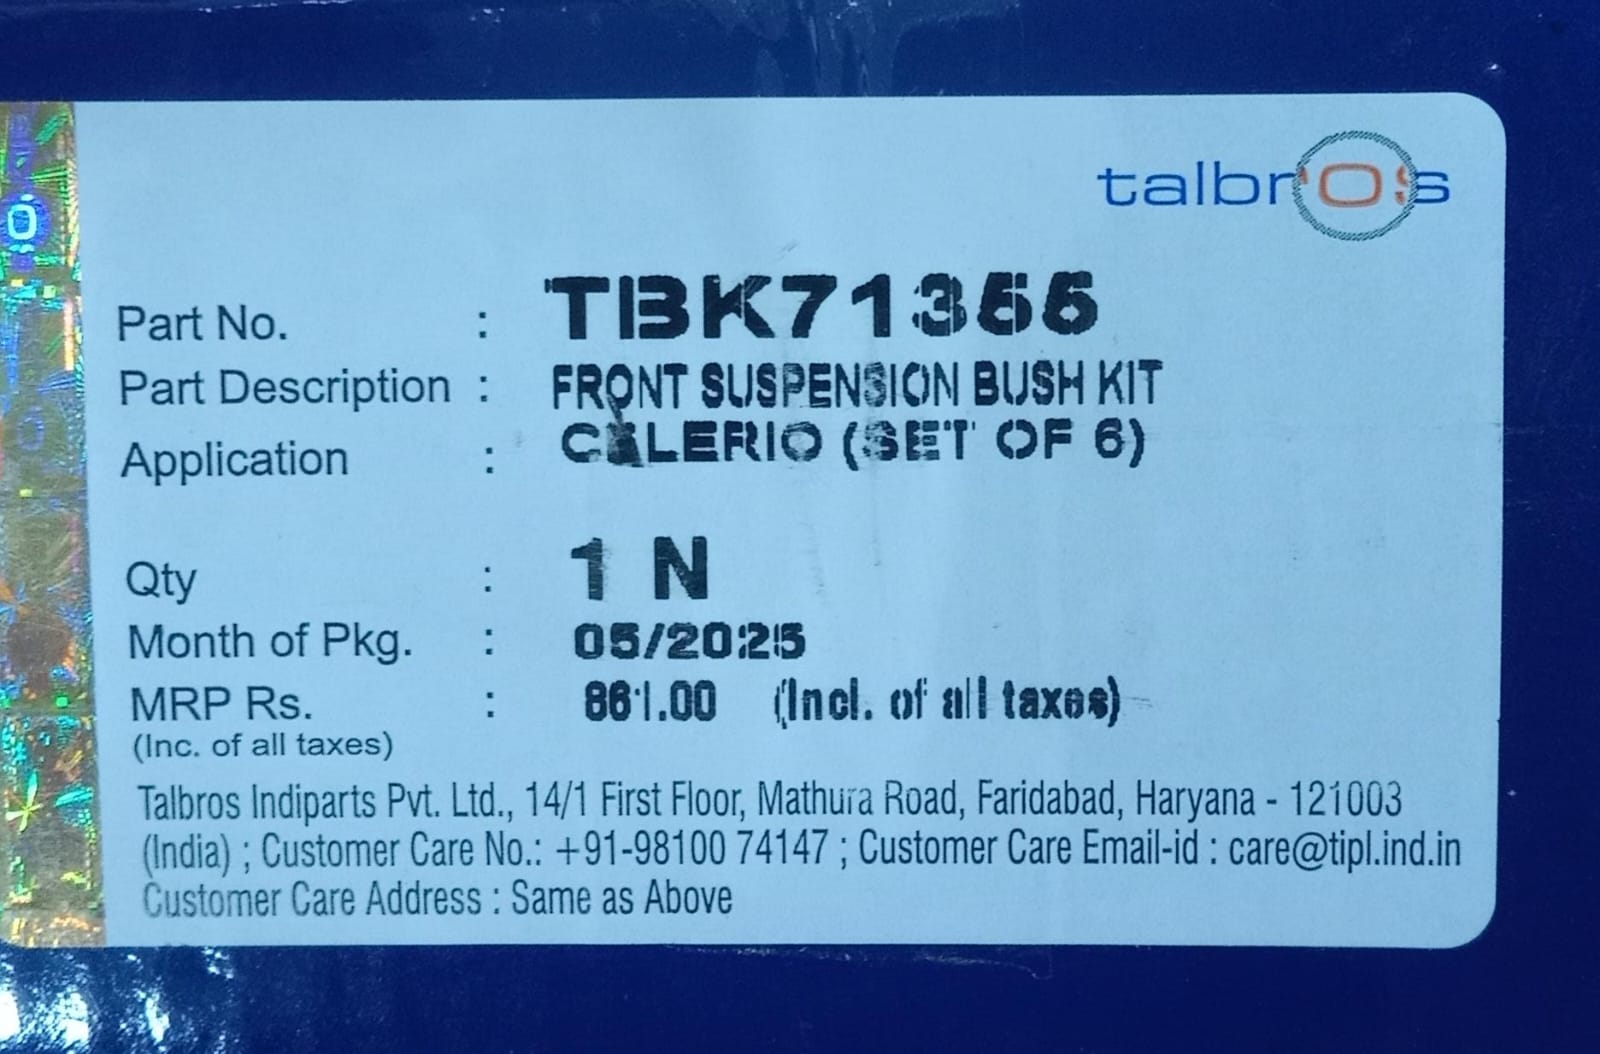 talbros
Part No. : TBK71355
Part Description : FRONT SUSPENSION BUSH KIT
Application : CELERIO (SET OF 6)
Qty : 1 N
Month of Pkg. : 05/2025
MRP Rs. : 861.00 (Incl. of all taxes)
(Inc. of all taxes)
Talbros Indiparts Pvt. Ltd., 14/1 First Floor, Mathura Road, Faridabad, Haryana - 121003
(India) ; Customer Care No.: +91-98100 74147 ; Customer Care Email-id : care@tipl.ind.in
Customer Care Address : Same as Above